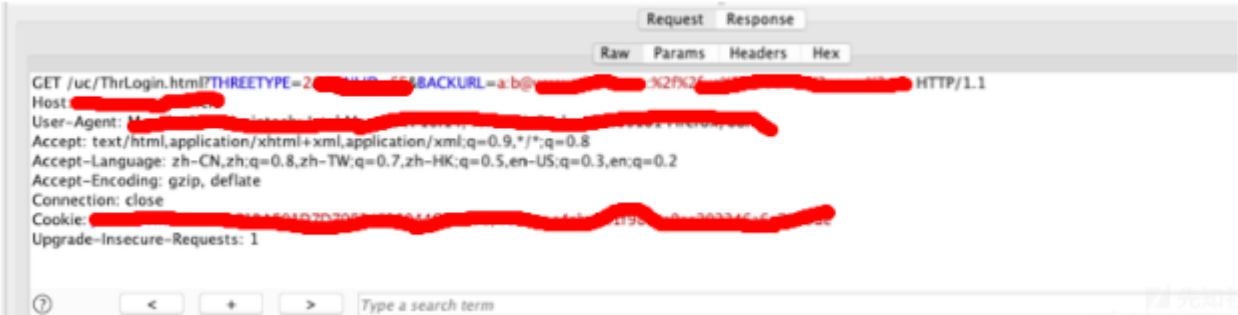 Request Response
Raw Params Headers Hex
GET /uc/ThrLogin.html?THREETYPE=2 &BACKURL=a:b@ :%2f%2f HTTP/1.1
Host:
User-Agent:
Accept: text/html,application/xhtml+xml,application/xml;q=0.9,*/*;q=0.8
Accept-Language: zh-CN,zh;q=0.8,zh-TW;q=0.7,zh-HK;q=0.5,en-US;q=0.3,en;q=0.2
Accept-Encoding: gzip, deflate
Connection: close
Cookie:
Upgrade-Insecure-Requests: 1
? < + > Type a search term